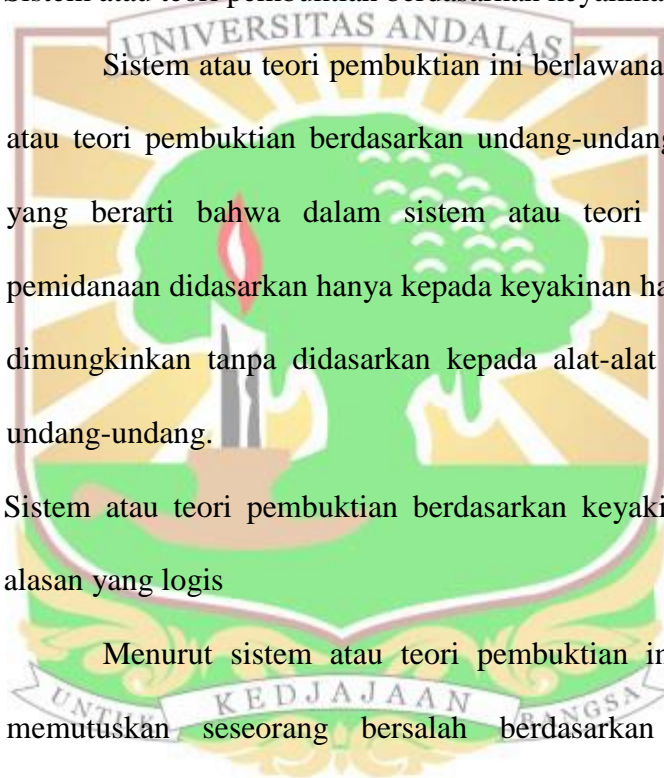 UNIVERSITAS ANDALAS
Sistem atau teori pembuktian ini berlawana
atau teori pembuktian berdasarkan undang-undang
yang berarti bahwa dalam sistem atau teori
pemidanaan didasarkan hanya kepada keyakinan ha
dimungkinkan tanpa didasarkan kepada alat-alat
undang-undang.
Sistem atau teori pembuktian berdasarkan keyaki
alasan yang logis
Menurut sistem atau teori pembuktian in
UNTUK KEDJAJAAN BANGSA
memutuskan seseorang bersalah berdasarkan